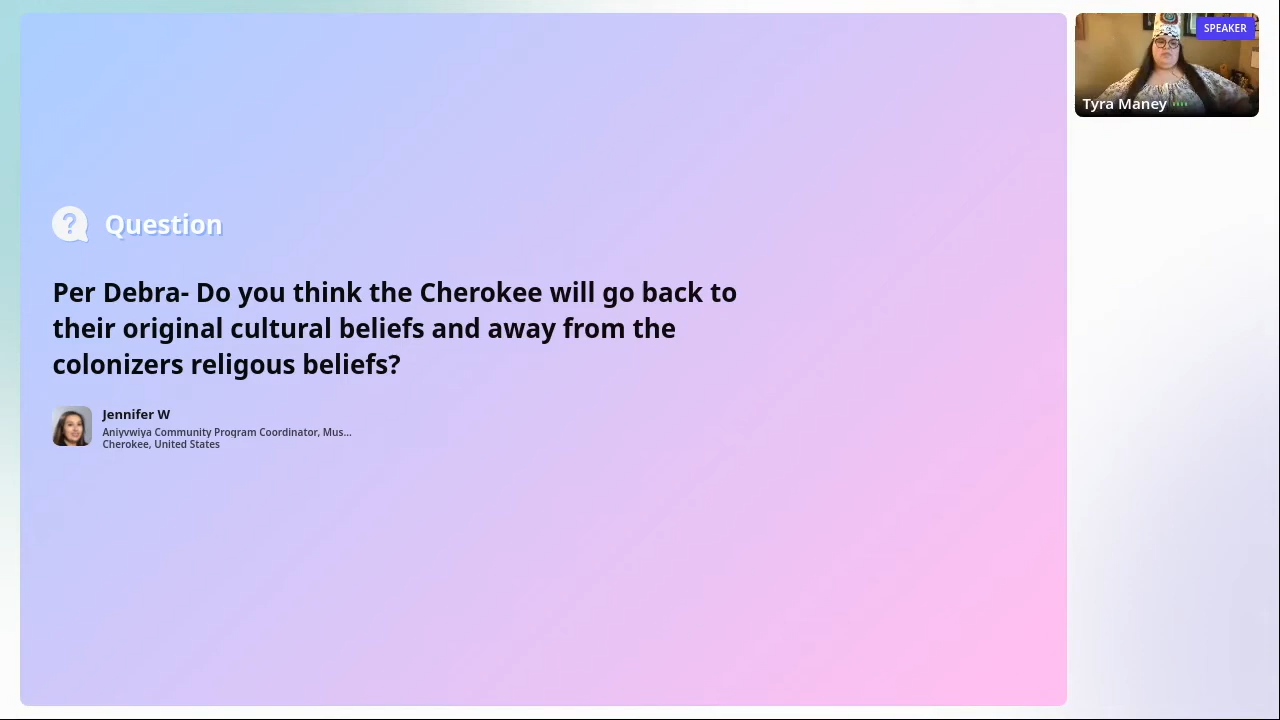 SPEAKER
Tyra Maney
Question
Per Debra- Do you think the Cherokee will go back to
their original cultural beliefs and away from the
colonizers religous beliefs?
Jennifer W
Aniyvwiya Community Program Coordinator, Mus...
Cherokee, United States